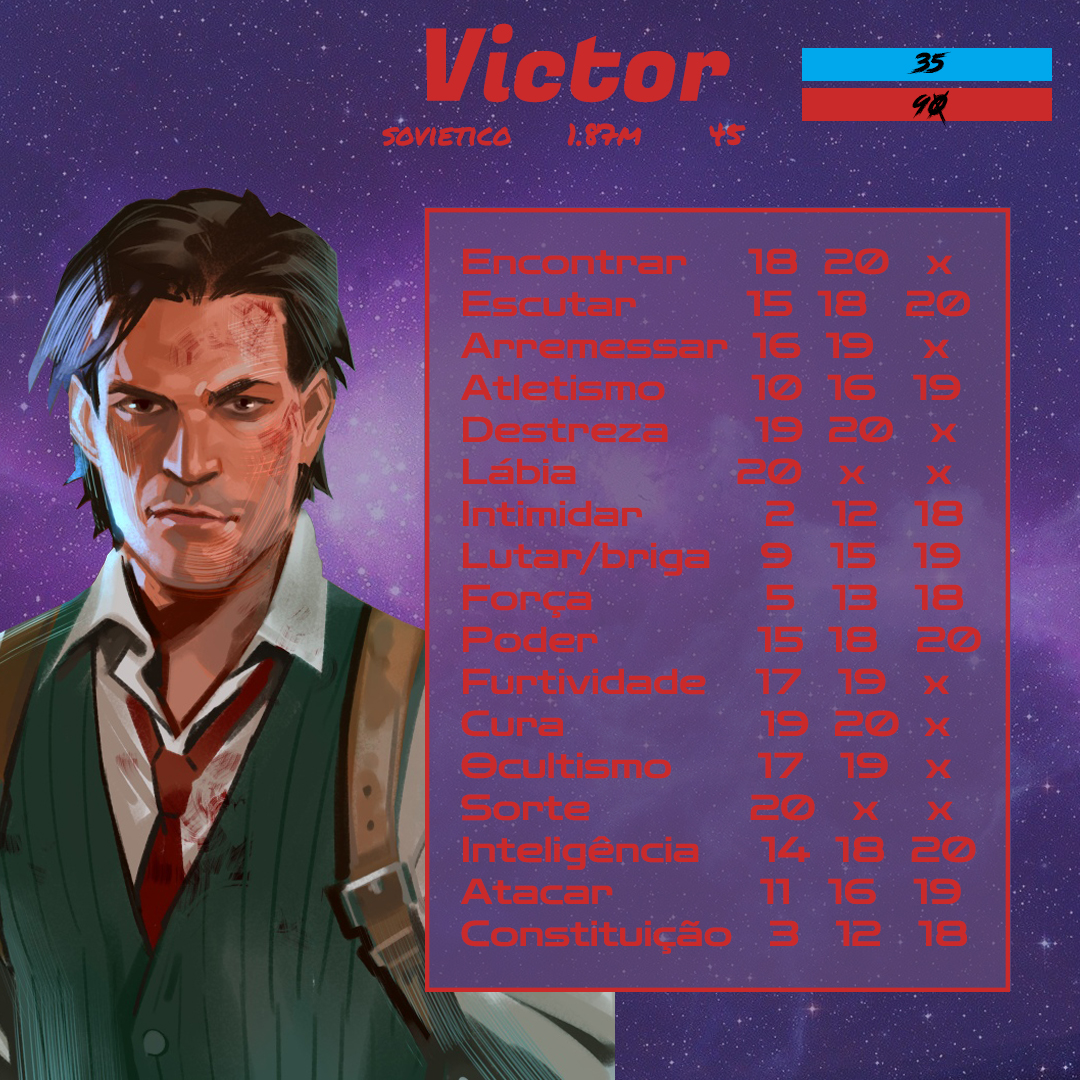 Victor
35
90
SOVIETICO 1.87M 45
Encontrar 18 20 x
Escutar 15 18 20
Arremessar 16 19 x
Atletismo 10 16 19
Destreza 19 20 x
Lábia 20 x x
Intimidar 2 12 18
Lutar/briga 9 15 19
Força 5 13 18
Poder 15 18 20
Furtividade 17 19 x
Cura 19 20 x
Ocultismo 17 19 x
Sorte 20 x x
Inteligência 14 18 20
Atacar 11 16 19
Constituição 3 12 18